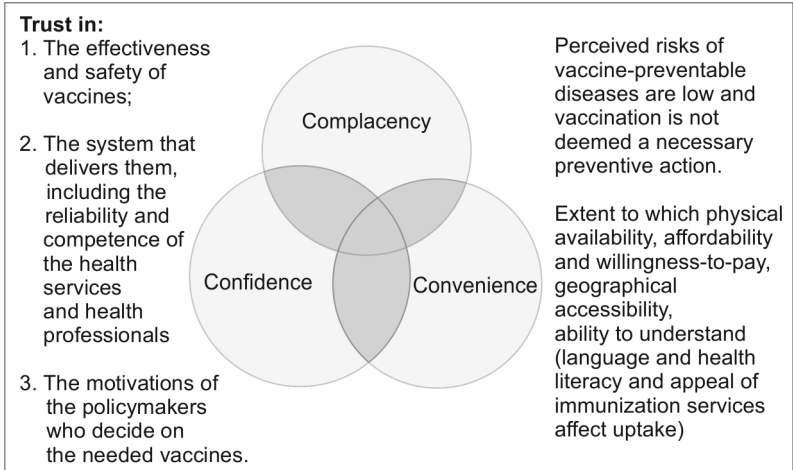 Trust in:
1. The effectiveness
and safety of
vaccines;
2. The system that
delivers them,
including the
reliability and
competence of
the health
services
and health
professionals
3. The motivations of
the policymakers
who decide on
the needed vaccines.
Complacency
Confidence
Convenience
Perceived risks of
vaccine-preventable
diseases are low and
vaccination is not
deemed a necessary
preventive action.
Extent to which physical
availability, affordability
and willingness-to-pay,
geographical
accessibility,
ability to understand
(language and health
literacy and appeal of
immunization services
affect uptake)